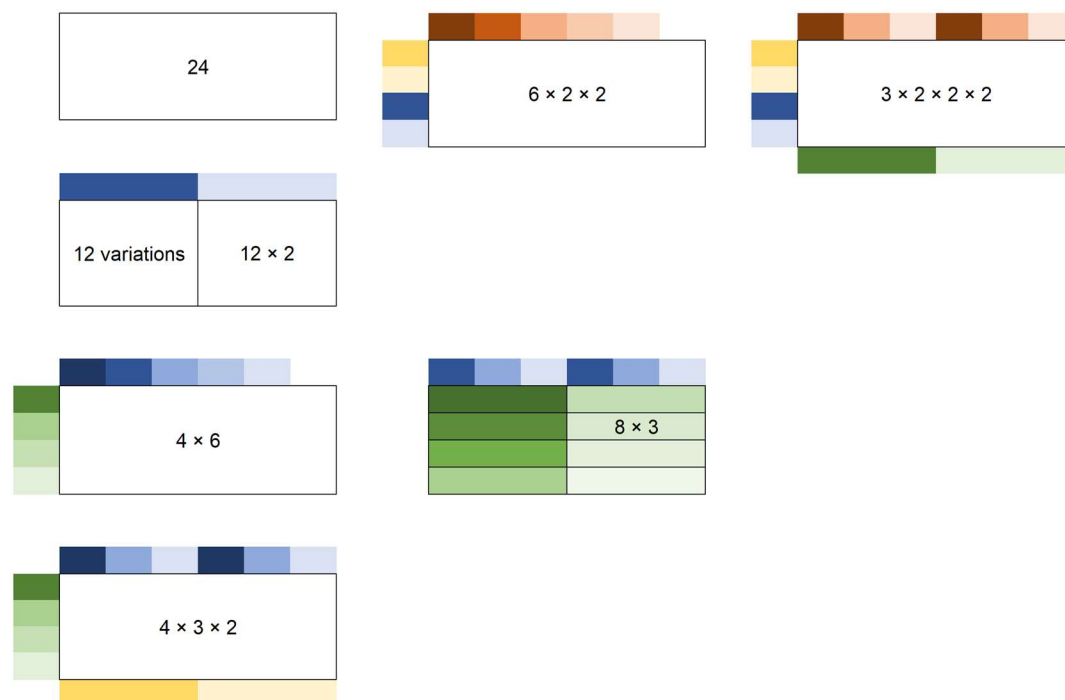 24
6 × 2 × 2
3 × 2 × 2 × 2
12 variations
12 × 2
4 × 6
8 × 3
4 × 3 × 2